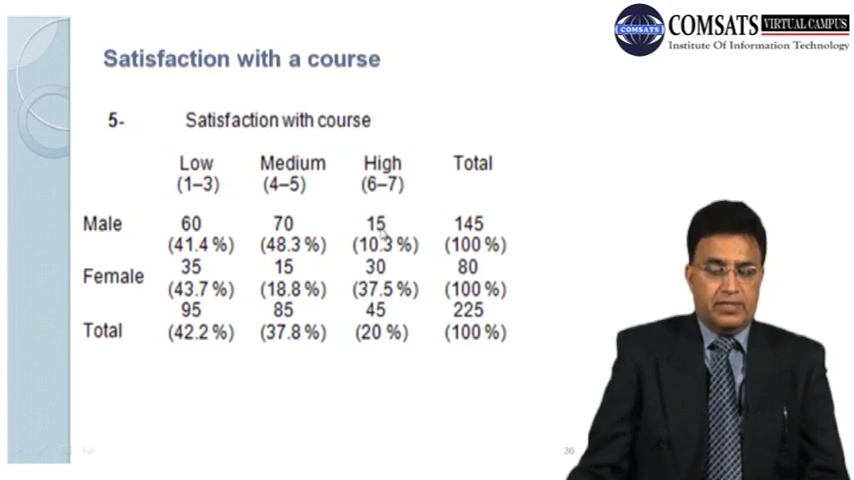 COMSATS VIRTUAL CAMPUS
COMSATS
Institute Of Information Technology
Satisfaction with a course
5- Satisfaction with course
Low Medium High Total
(1–3) (4–5) (6–7)
Male 60 70 15 145
(41.4 %) (48.3 %) (10.3 %) (100 %)
Female 35 15 30 80
(43.7 %) (18.8 %) (37.5 %) (100 %)
Total 95 85 45 225
(42.2 %) (37.8 %) (20 %) (100 %)
36